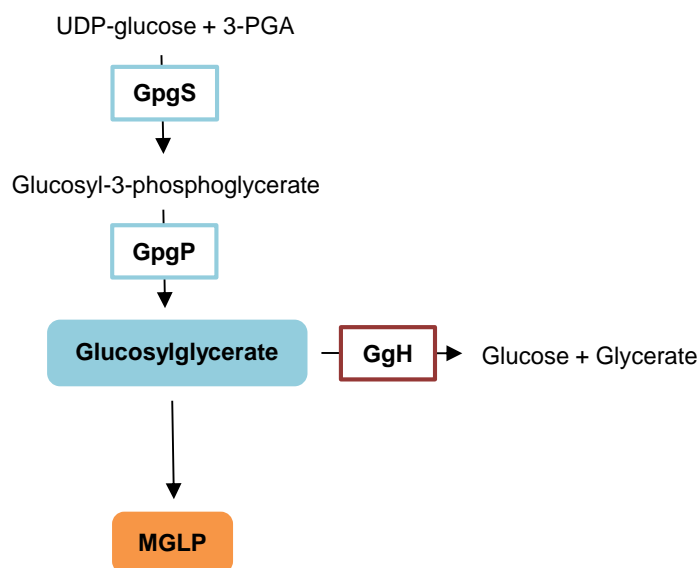 UDP-glucose + 3-PGA
GpgS
Glucosyl-3-phosphoglycerate
GpgP
Glucosylglycerate
GgH
Glucose + Glycerate
MGLP